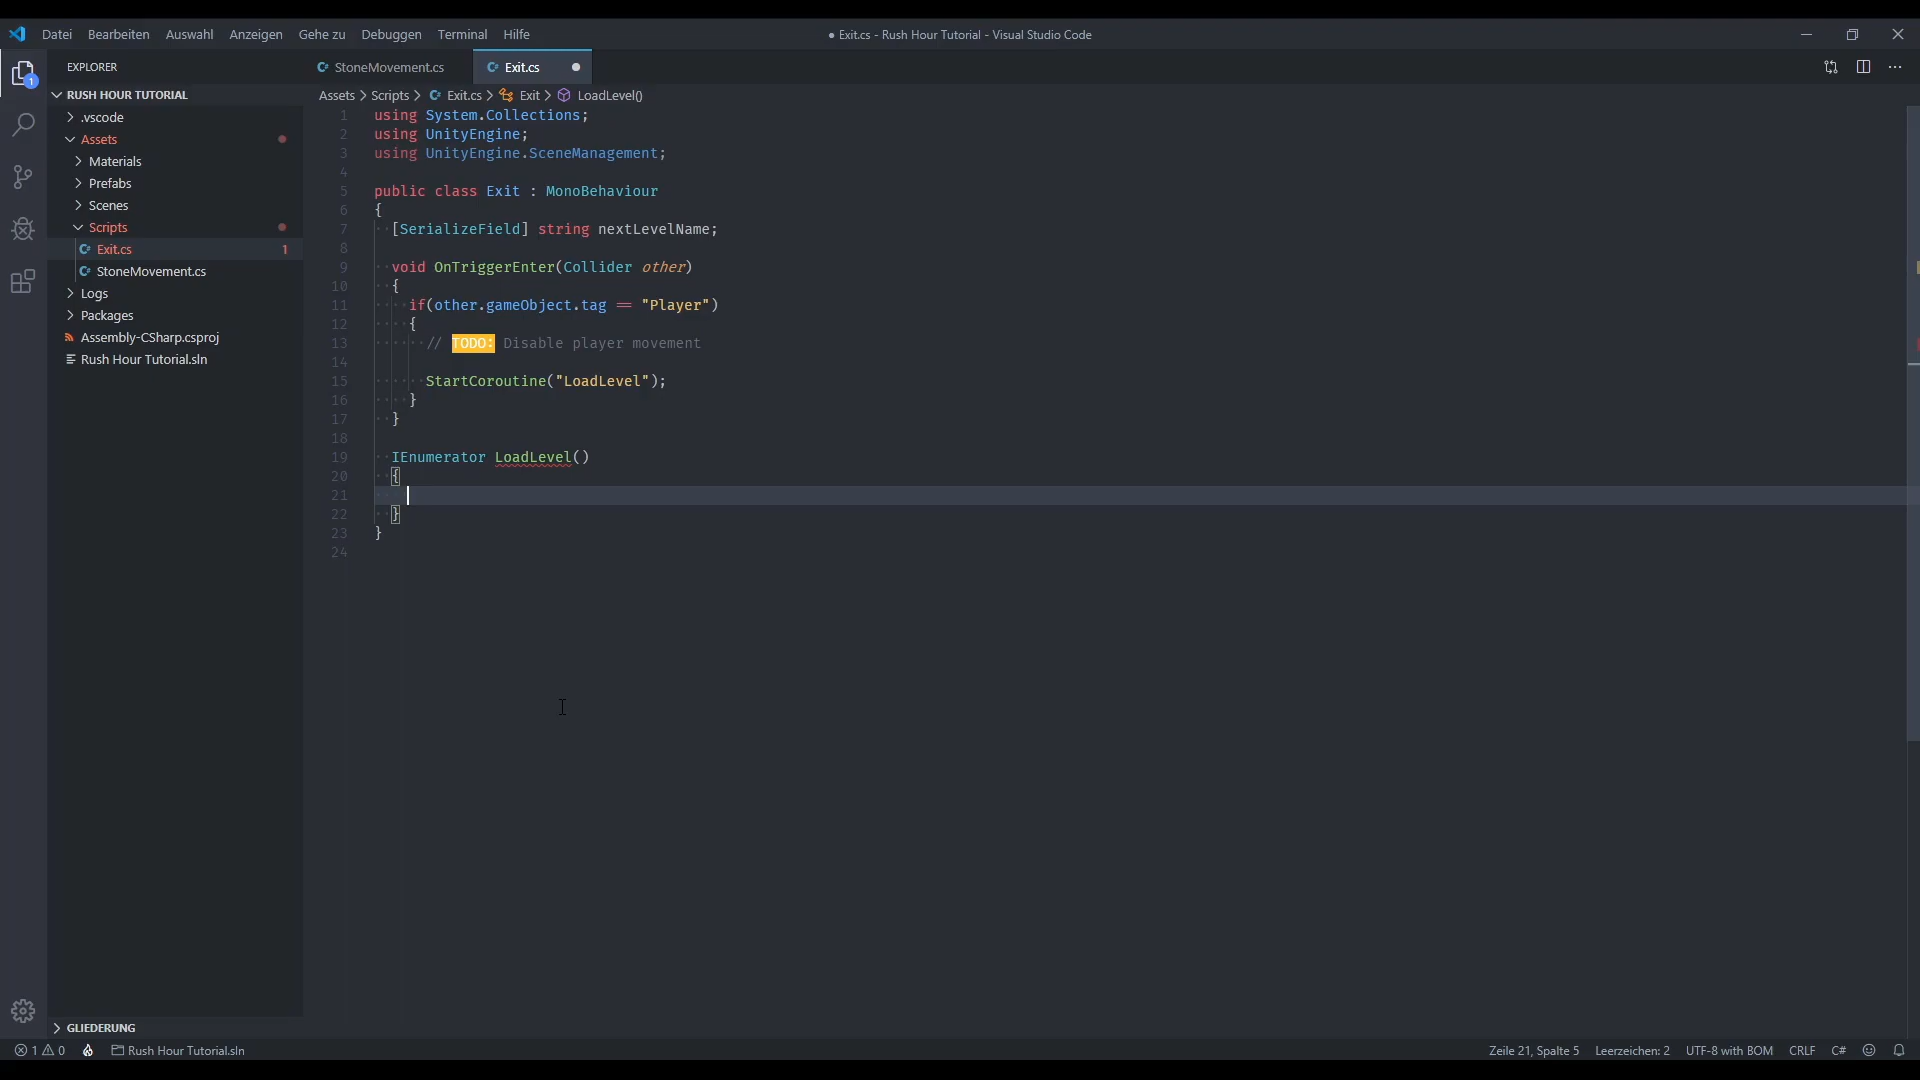 Datei Bearbeiten Auswahl Anzeigen Gehe zu Debuggen Terminal Hilfe
● Exit.cs - Rush Hour Tutorial - Visual Studio Code
EXPLORER
RUSH HOUR TUTORIAL
.vscode
Assets
Materials
Prefabs
Scenes
Scripts
Exit.cs 1
StoneMovement.cs
Logs
Packages
Assembly-CSharp.csproj
Rush Hour Tutorial.sln
GLIEDERUNG
1
StoneMovement.cs Exit.cs
Assets > Scripts > Exit.cs > Exit > LoadLevel()
1 using System.Collections;
2 using UnityEngine;
3 using UnityEngine.SceneManagement;
4
5 public class Exit : MonoBehaviour
6 {
7 [SerializeField] string nextLevelName;
8
9 void OnTriggerEnter(Collider other)
10 {
11 if(other.gameObject.tag == "Player")
12 {
13 // TODO: Disable player movement
14
15 StartCoroutine("LoadLevel");
16 }
17 }
18
19 IEnumerator LoadLevel()
20 {
21
22 }
23 }
24
1 0 Rush Hour Tutorial.sln
Zeile 21, Spalte 5 Leerzeichen: 2 UTF-8 with BOM CRLF C#